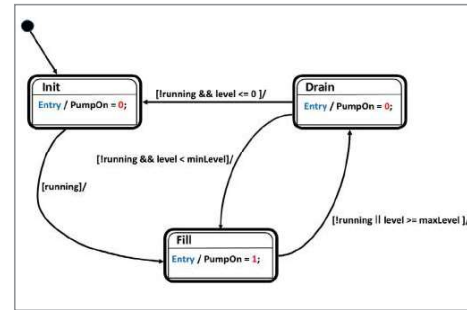 Init
Entry / PumpOn = 0;
[!running && level <= 0 ]/
Drain
Entry / PumpOn = 0;
[!running && level < minLevel]/
[running]/
[!running || level >= maxLevel ]/
Fill
Entry / PumpOn = 1;